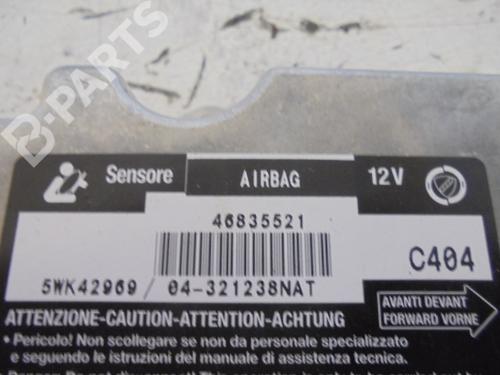 B-PARTS
Sensore AIRBAG 12V
46835521
5WK42969 / 04-321238NAT C404
ATTENZIONE-CAUTION-ATTENTION-ACHTUNG
AVANTI DEVANT
FORWARD VORNE
• Pericolo! Non scollegare se non da personale specializzato
e seguendo le istruzioni del manuale di assistenza tecnica.